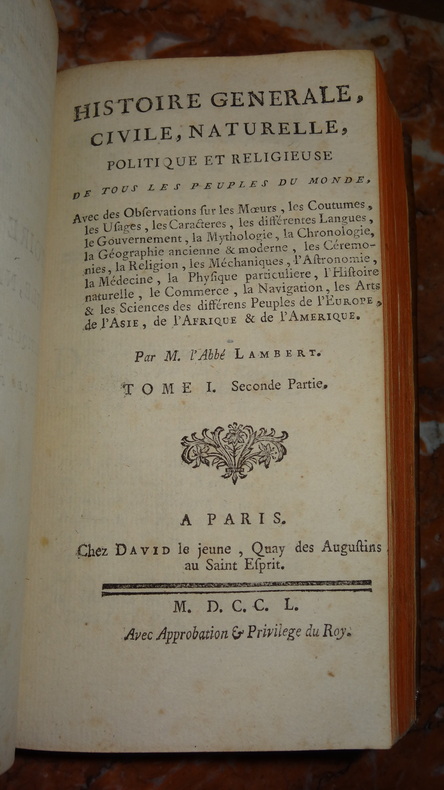 HISTOIRE GENERALE,
CIVILE, NATURELLE,
POLITIQUE ET RELIGIEUSE
DE TOUS LES PEUPLES DU MONDE,
Avec des Obſervations ſur les Mœurs, les Coutumes,
les Uſages, les Caracteres, les différentes Langues,
le Gouvernement, la Mythologie, la Chronologie,
la Géographie ancienne & moderne, les Céremo-
nies, la Religion, les Méchaniques, l'Aſtronomie,
la Médecine, la Phyſique particuliere, l'Hiſtoire
naturelle, le Commerce, la Navigation, les Arts
& les Sciences des différens Peuples de l'EUROPE,
de l'ASIE, de l'AFRIQUE & de l'AMERIQUE.
Par M. l'Abbé LAMBERT.
TOME I. Seconde Partie.
A PARIS.
Chez DAVID le jeune, Quay des Auguſtins
au Saint Eſprit.
M. D. C. C. L.
Avec Approbation & Privilege du Roy.